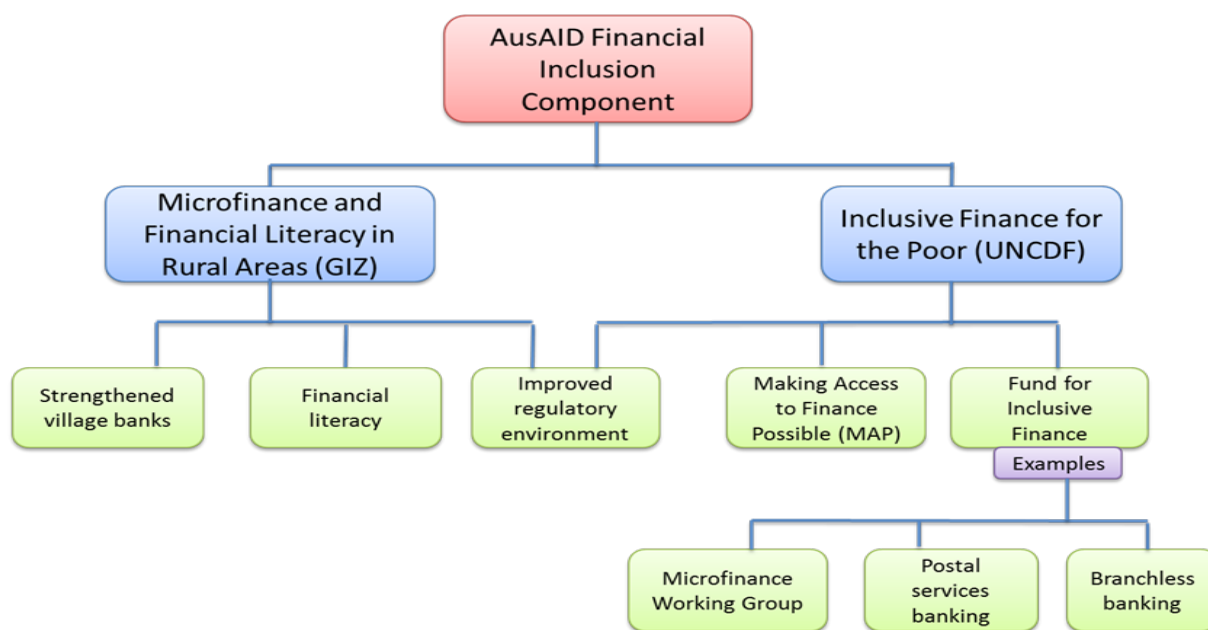 AusAID Financial
Inclusion
Component
Microfinance and
Financial Literacy in
Rural Areas (GIZ)
Inclusive Finance for
the Poor (UNCDF)
Strengthened
village banks
Financial
literacy
Improved
regulatory
environment
Making Access
to Finance
Possible (MAP)
Fund for
Inclusive
Finance
Examples
Microfinance
Working Group
Postal
services
banking
Branchless
banking